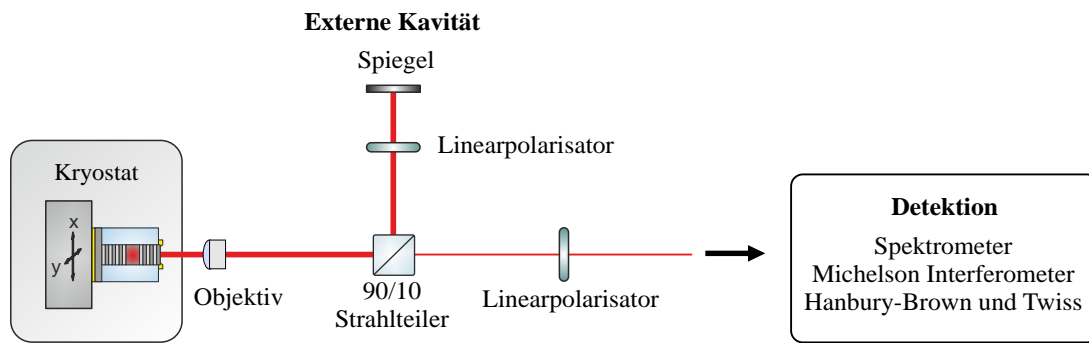 Externe Kavität
Spiegel
Linearpolarisator
Kryostat
x
y
Objektiv
90/10
Strahlteiler
Linearpolarisator
Detektion
Spektrometer
Michelson Interferometer
Hanbury-Brown und Twiss